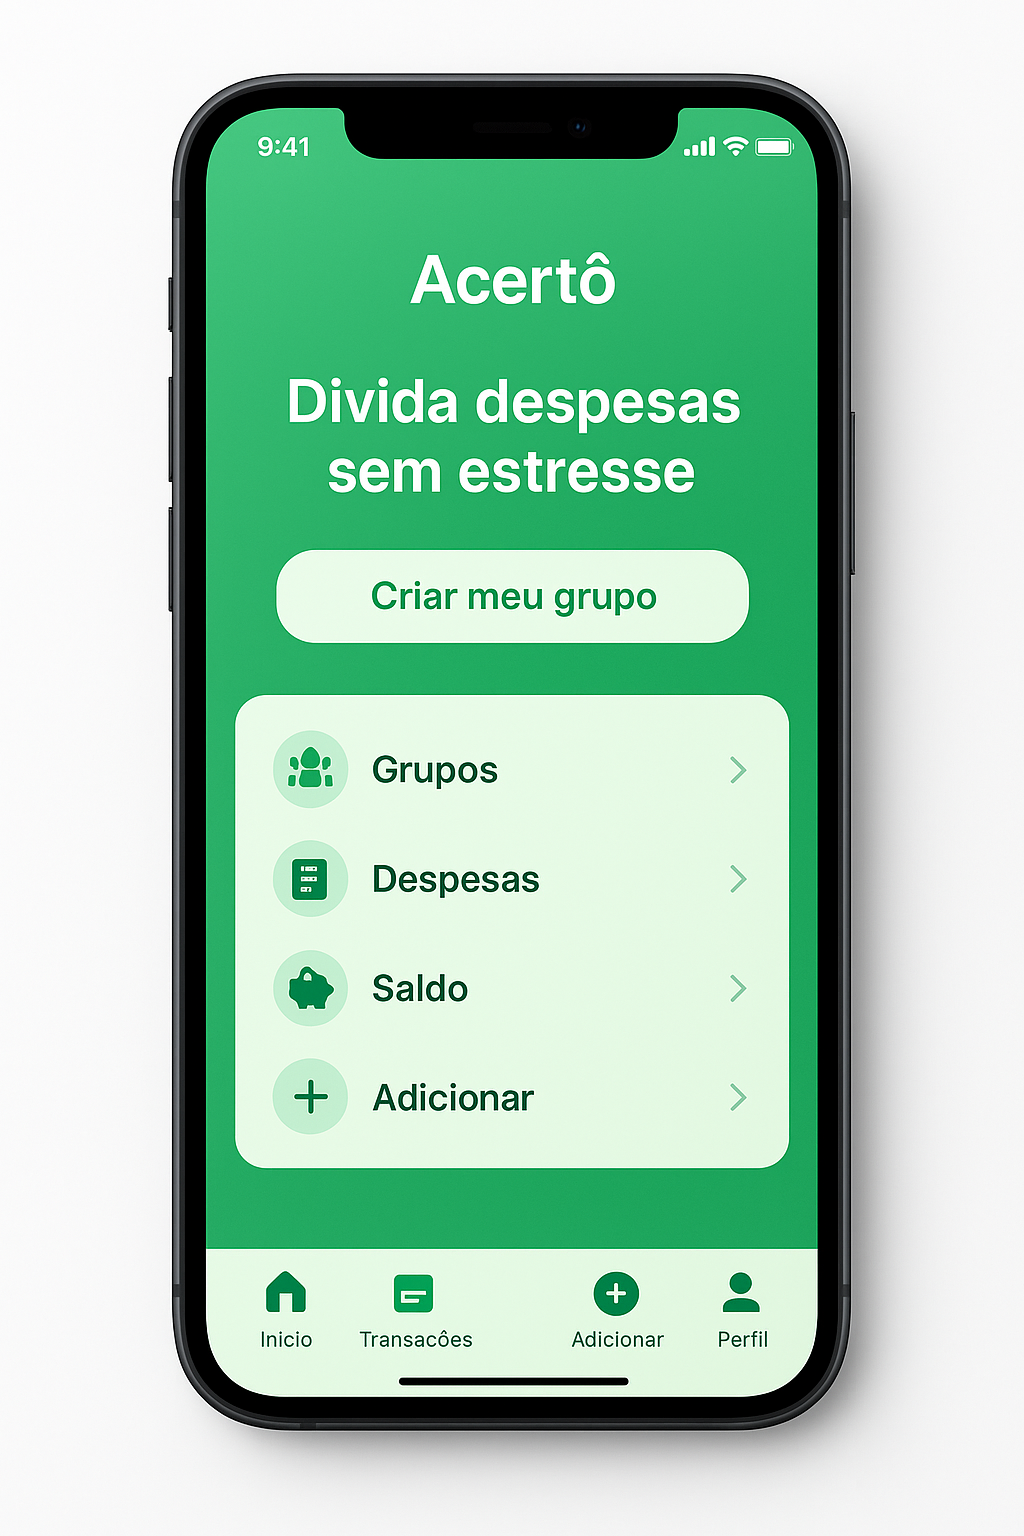 9:41
Acertô
Divida despesas
sem estresse
Criar meu grupo
Grupos
Despesas
Saldo
Adicionar
Inicio
Transacôes
Adicionar
Perfil